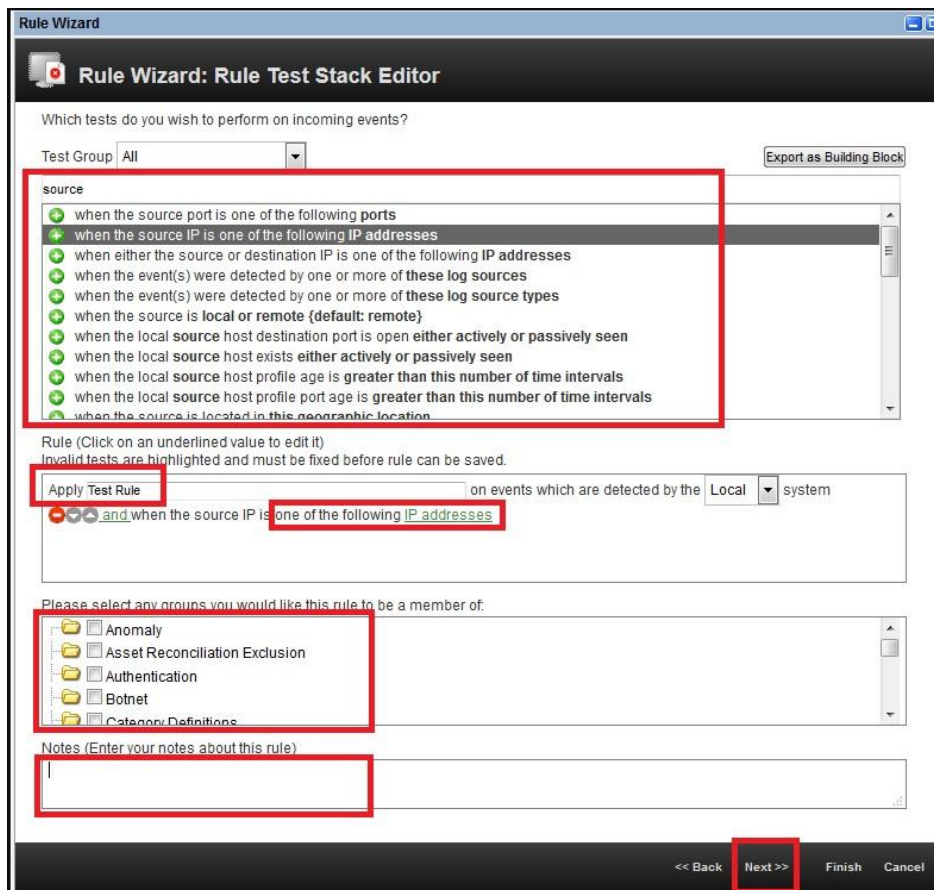 Rule Wizard
Rule Wizard: Rule Test Stack Editor
Which tests do you wish to perform on incoming events?
Test Group All Export as Building Block
source
when the source port is one of the following ports
when the source IP is one of the following IP addresses
when either the source or destination IP is one of the following IP addresses
when the event(s) were detected by one or more of these log sources
when the event(s) were detected by one or more of these log source types
when the source is local or remote {default: remote}
when the local source host destination port is open either actively or passively seen
when the local source host exists either actively or passively seen
when the local source host profile age is greater than this number of time intervals
when the local source host profile port age is greater than this number of time intervals
when the source is located in this geographic location
Rule (Click on an underlined value to edit it)
Invalid tests are highlighted and must be fixed before rule can be saved.
Apply Test Rule on events which are detected by the Local system
and when the source IP is one of the following IP addresses
Please select any groups you would like this rule to be a member of:
Anomaly
Asset Reconciliation Exclusion
Authentication
Botnet
Category Definitions
Notes (Enter your notes about this rule)
<< Back Next >> Finish Cancel